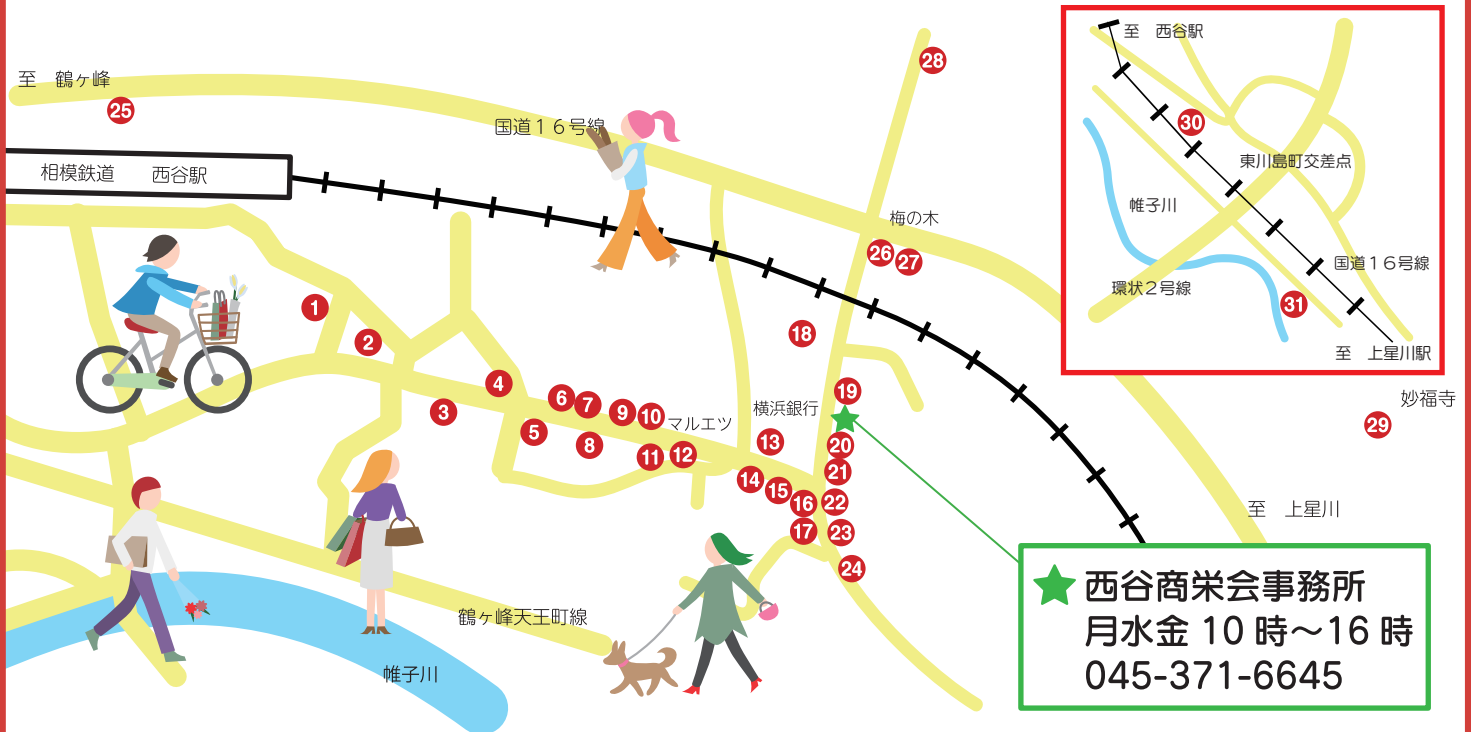 至　鶴ヶ峰
25
国道１６号線
28
相模鉄道　西谷駅
梅の木
26
27
1
2
18
3
4
5
6
7
8
9
10
マルエツ
11
12
横浜銀行
13
14
15
16
17
19
20
21
22
23
24
鶴ヶ峰天王町線
帷子川
至　西谷駅
30
東川島町交差点
帷子川
国道１６号線
環状２号線
31
至　上星川駅
妙福寺
29
至　上星川
西谷商栄会事務所
月水金 10 時～16 時
045-371-6645